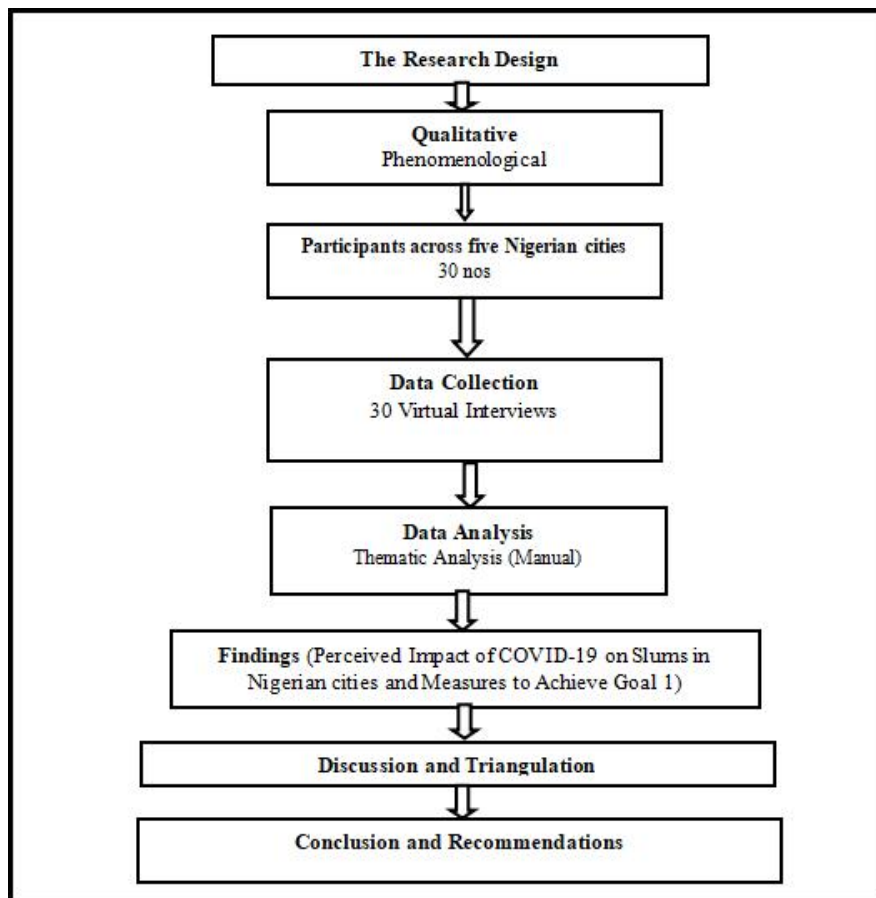 The Research Design
Qualitative
Phenomenological
Participants across five Nigerian cities
30 nos
Data Collection
30 Virtual Interviews
Data Analysis
Thematic Analysis (Manual)
Findings (Perceived Impact of COVID-19 on Slums in
Nigerian cities and Measures to Achieve Goal 1)
Discussion and Triangulation
Conclusion and Recommendations